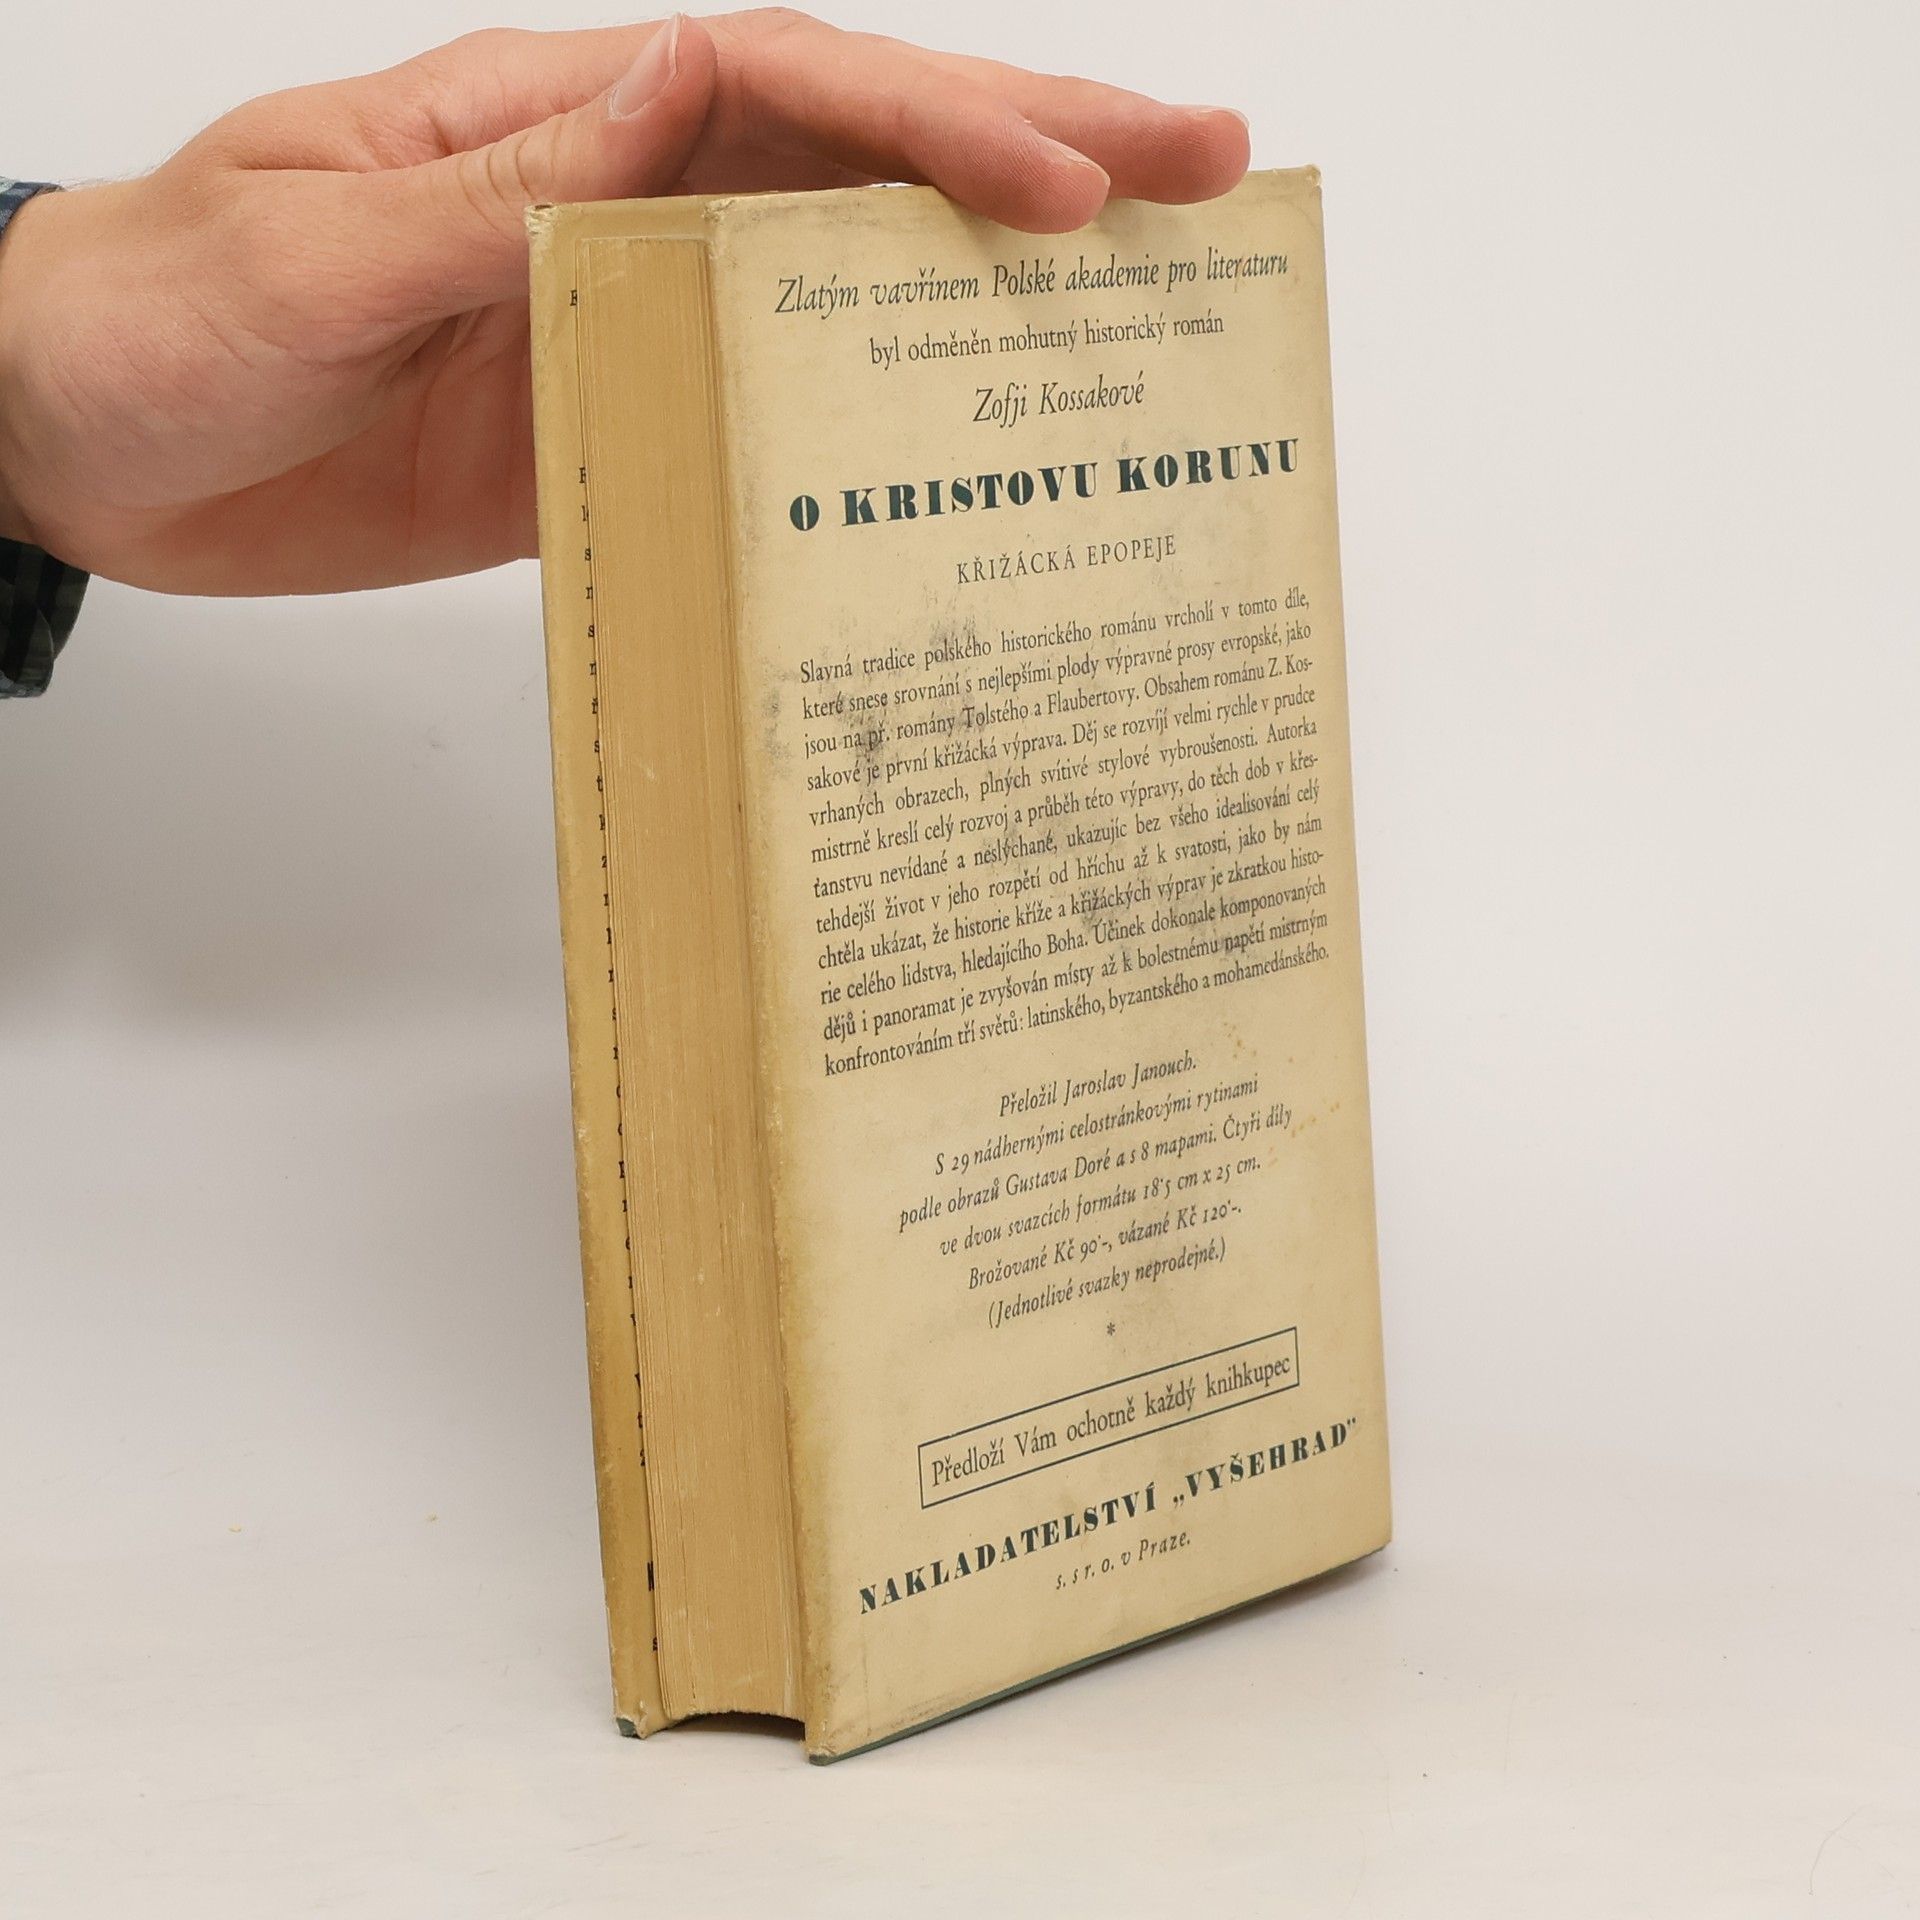 Zlatým vavřínem Polské akademie pro literaturu
byl odměněn mohutný historický román
Zofji Kossakové
O KRISTOVU KORUNU
KŘIŽÁCKÁ EPOPEJE
Slavná tradice polského historického románu vrcholí v tomto díle,
které snese srovnání s nejlepšími plody výpravné prosy evropské, jako
jsou na př. romány Tolstého a Flaubertovy. Obsahem románu Z. Kos-
sakové je první křižácká výprava. Děj se rozvíjí velmi rychle v prudce
vrhaných obrazech, plných svítivé stylové vybroušenosti. Autorka
mistrně kreslí celý rozvoj a průběh této výpravy, do těch dob v křes-
ťanstvu nevídané a neslýchané, ukazujíc bez všeho idealisování celý
tehdejší život v jeho rozpětí od hříchu až k svatosti, jako by nám
chtěla ukázat, že historie kříže a křižáckých výprav je zkratkou histo-
rie celého lidstva, hledajícího Boha. Účinek dokonale komponovaných
dějů i panoramat je zvyšován místy až k bolestnému napětí mistrným
konfrontováním tří světů: latinského, byzantského a mohamedánského.
Přeložil Jaroslav Janouch.
S 29 nádhernými celostránkovými rytinami
podle obrazů Gustava Doré a s 8 mapami. Čtyři díly
ve dvou svazcích formátu 18·5 cm x 25 cm.
Brožované Kč 90·-, vázané Kč 120·-.
(Jednotlivé svazky neprodejné.)
*
Předloží Vám ochotně každý knihkupec
NAKLADATELSTVÍ „VYŠEHRAD"
s. s r. o. v Praze.